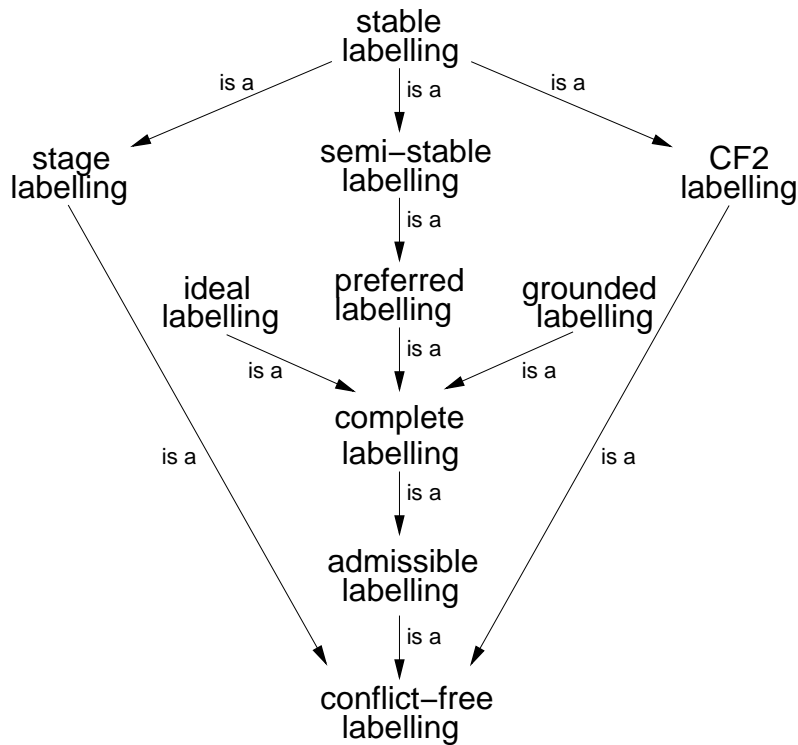 stable
labelling
is a
is a
is a
stage
labelling
semi−stable
labelling
CF2
labelling
is a
ideal
labelling
preferred
labelling
grounded
labelling
is a
is a
is a
complete
labelling
is a
is a
is a
admissible
labelling
is a
conflict−free
labelling